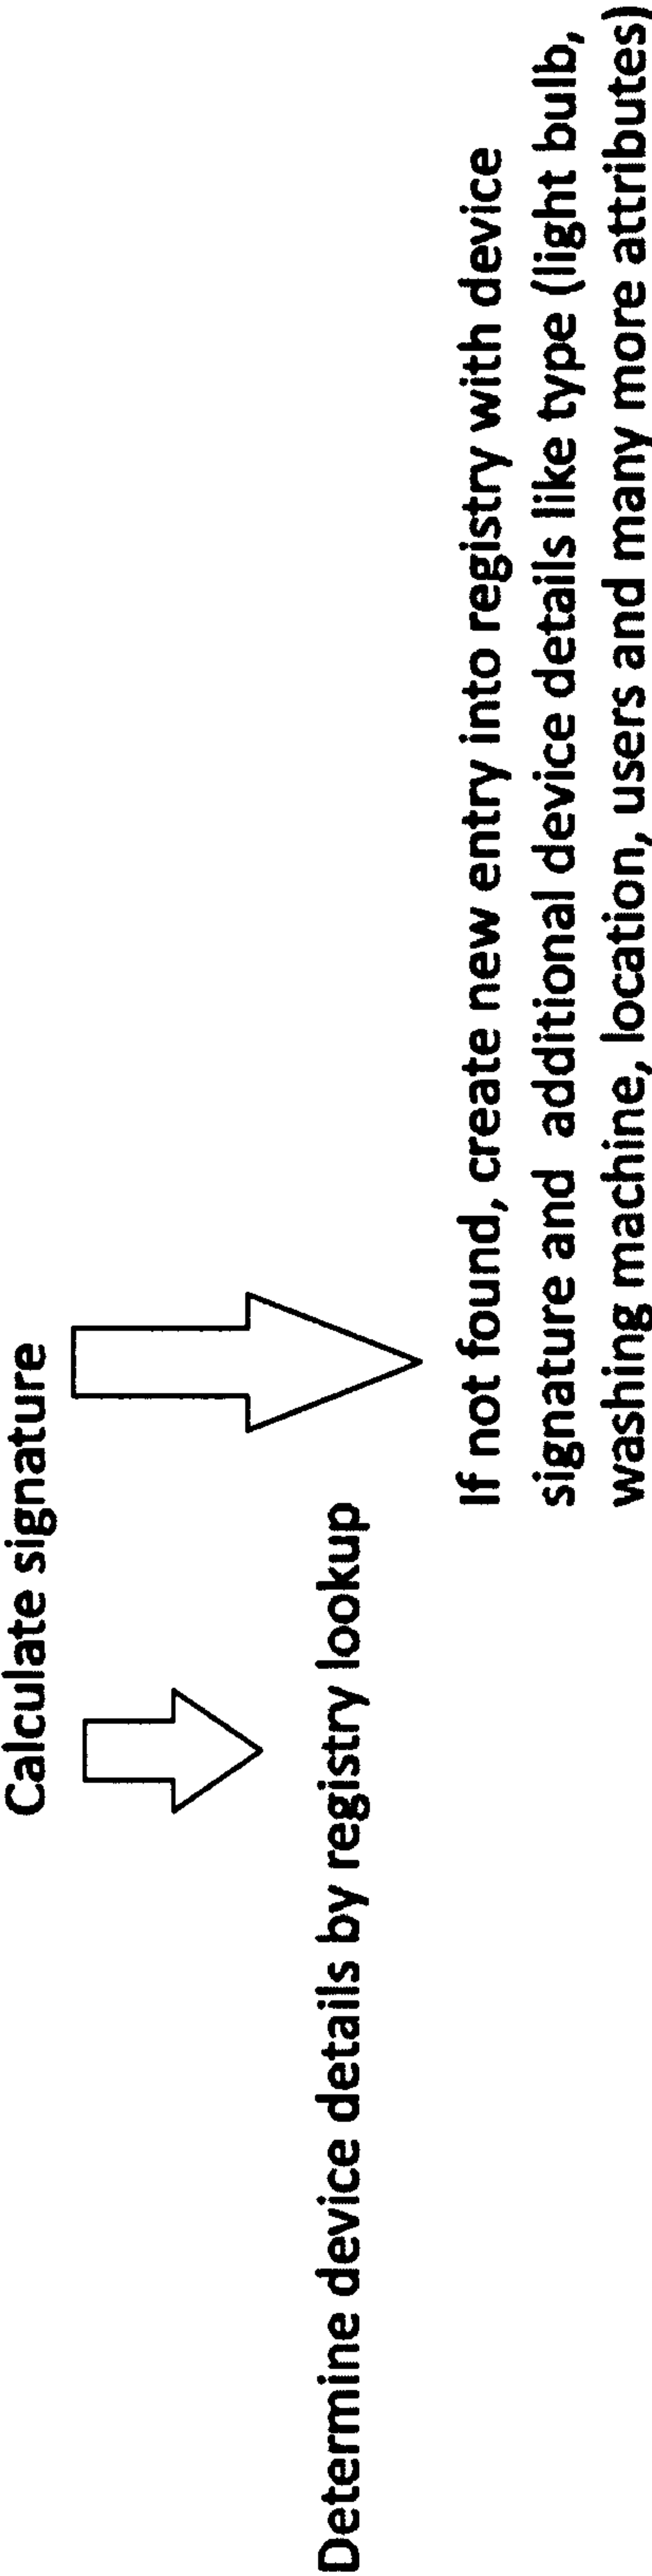 Calculate signature
Determine device details by registry lookup
If not found, create new entry into registry with device
signature and additional device details like type (light bulb,
washing machine, location, users and many more attributes)